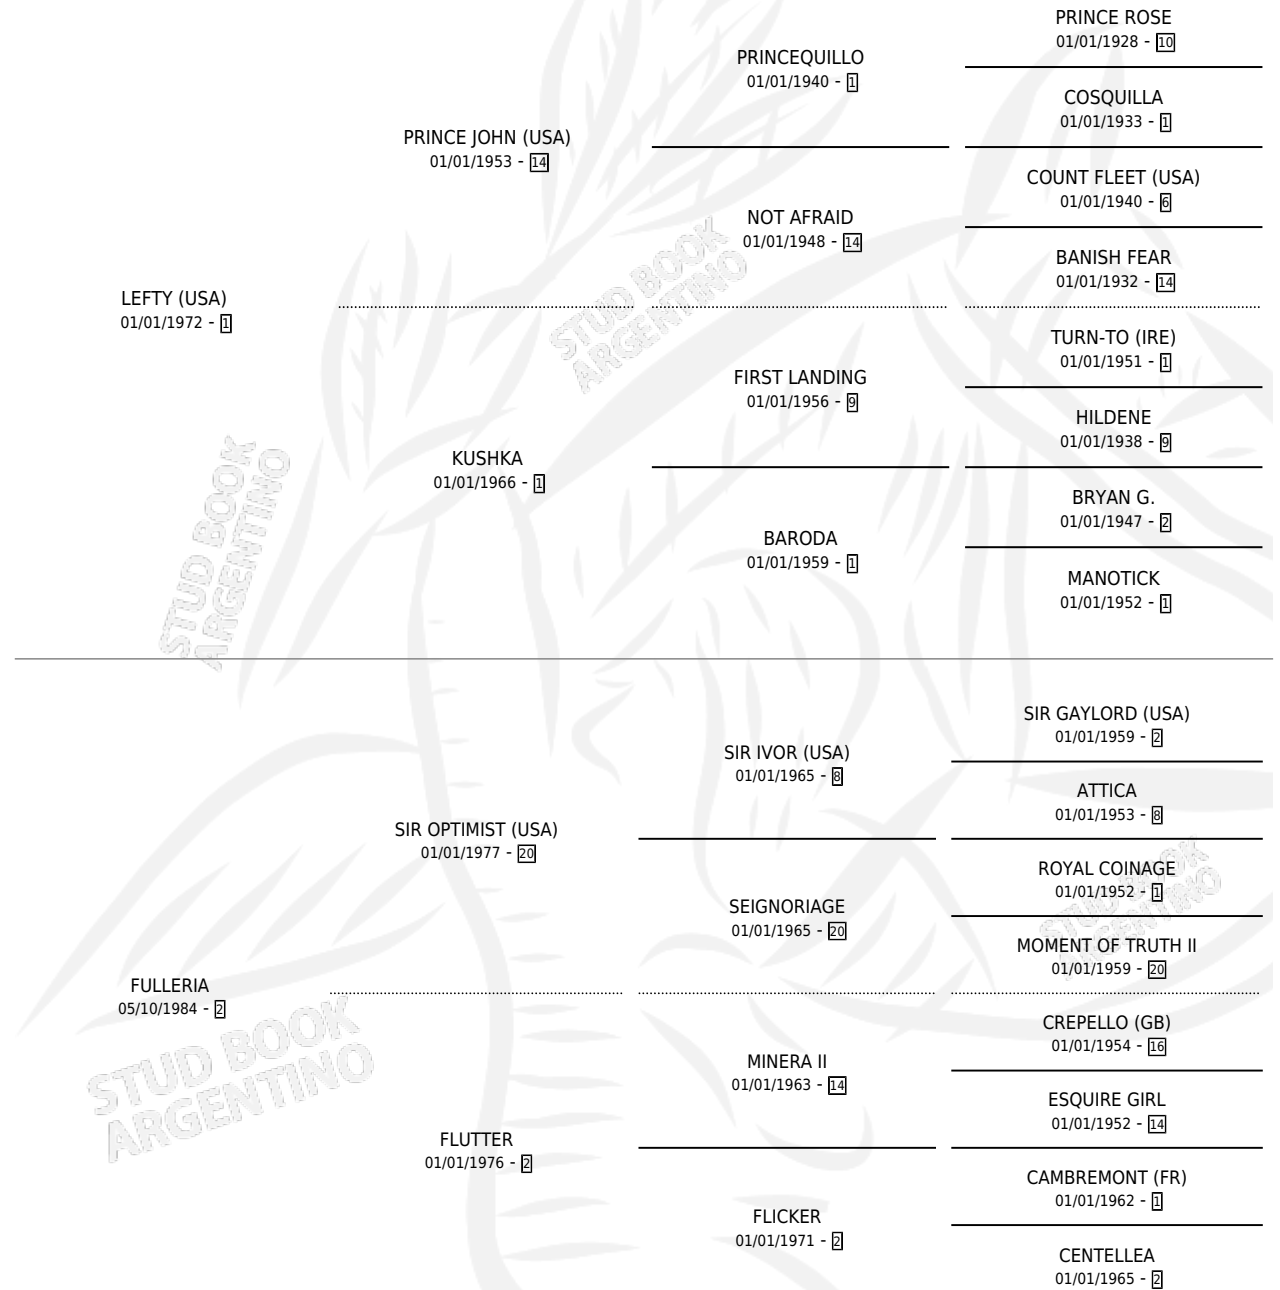 PRINCE ROSE
01/01/1928 - 10
PRINCEQUILLO
01/01/1940 - 1
COSQUILLA
01/01/1933 - 1
PRINCE JOHN (USA)
01/01/1953 - 14
COUNT FLEET (USA)
01/01/1940 - 6
NOT AFRAID
01/01/1948 - 14
BANISH FEAR
01/01/1932 - 14
LEFTY (USA)
01/01/1972 - 1
TURN-TO (IRE)
01/01/1951 - 1
FIRST LANDING
01/01/1956 - 9
HILDENE
01/01/1938 - 9
KUSHKA
01/01/1966 - 1
BRYAN G.
01/01/1947 - 2
BARODA
01/01/1959 - 1
MANOTICK
01/01/1952 - 1
SIR GAYLORD (USA)
01/01/1959 - 2
SIR IVOR (USA)
01/01/1965 - 8
ATTICA
01/01/1953 - 8
SIR OPTIMIST (USA)
01/01/1977 - 20
ROYAL COINAGE
01/01/1952 - 1
SEIGNORIAGE
01/01/1965 - 20
MOMENT OF TRUTH II
01/01/1959 - 20
FULLERIA
05/10/1984 - 2
CREPELLO (GB)
01/01/1954 - 16
MINERA II
01/01/1963 - 14
ESQUIRE GIRL
01/01/1952 - 14
FLUTTER
01/01/1976 - 2
CAMBREMONT (FR)
01/01/1962 - 1
FLICKER
01/01/1971 - 2
CENTELLEA
01/01/1965 - 2
STUD BOOK
ARGENTINO
STUD BOOK
ARGENTINO
STUD BOOK
ARGENTINO
STUD BOOK
ARGENTINO